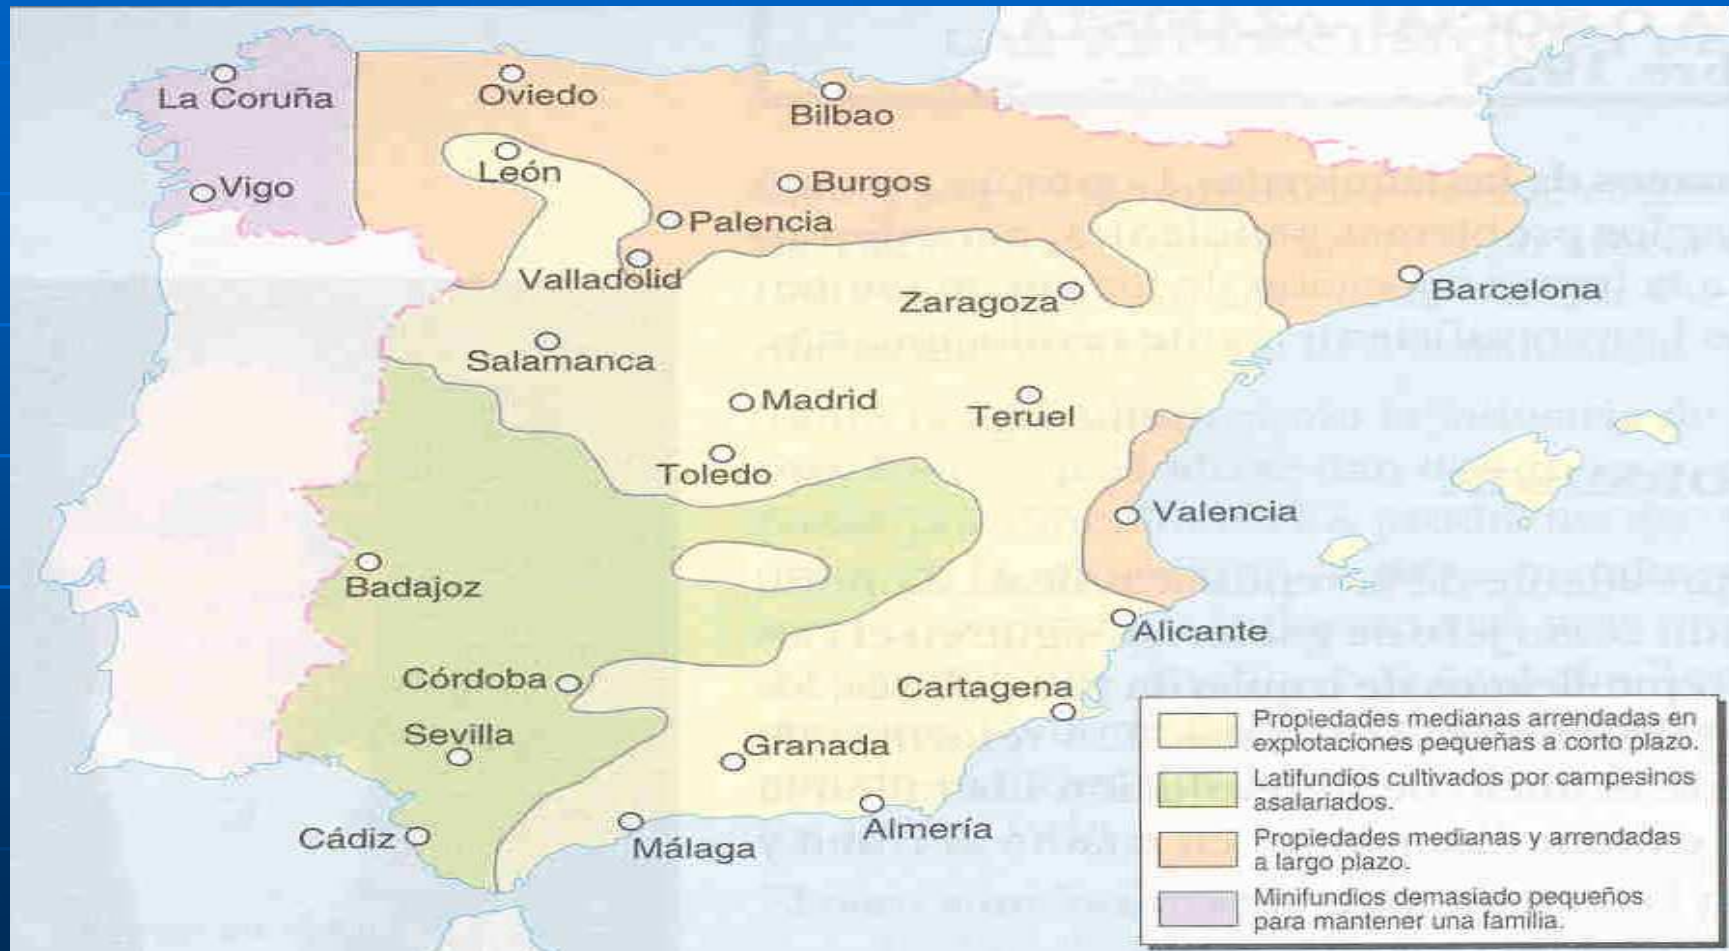 La Coruña
Oviedo
Bilbao
León
Vigo
Burgos
Palencia
Valladolid
Zaragoza
Barcelona
Salamanca
Madrid
Teruel
Toledo
Valencia
Badajoz
Alicante
Córdoba
Cartagena
Sevilla
Granada
Cádiz
Málaga
Almería
Propiedades medianas arrendadas en
explotaciones pequeñas a corto plazo.
Latifundios cultivados por campesinos
asalariados.
Propiedades medianas y arrendadas
a largo plazo.
Minifundios demasiado pequeños
para mantener una familia.